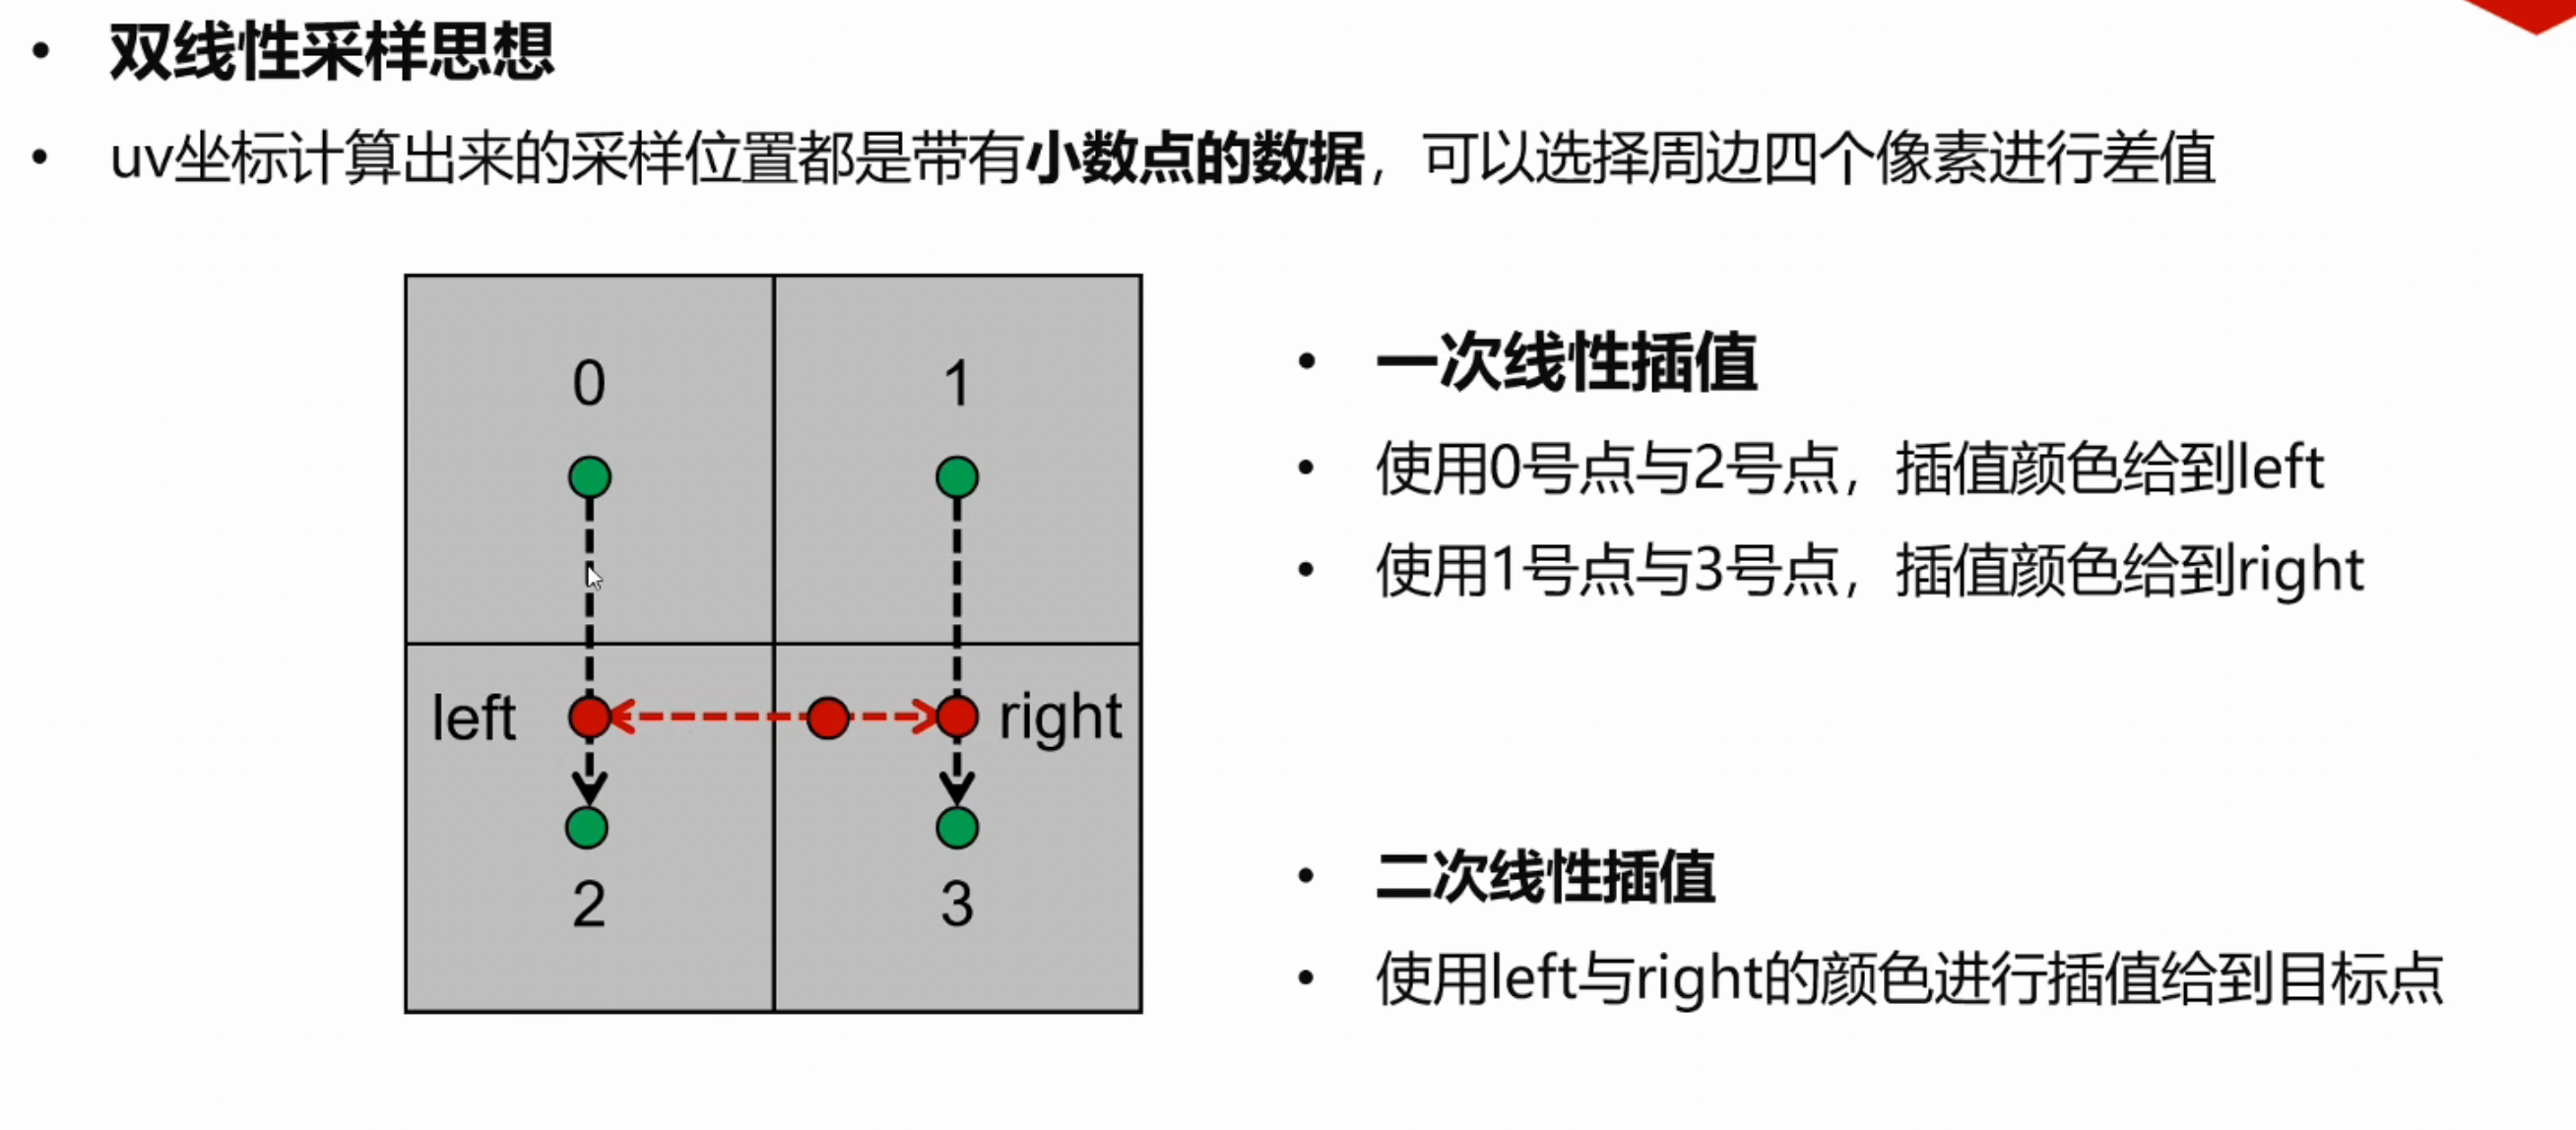 双线性采样思想
uv坐标计算出来的采样位置都是带有小数点的数据，可以选择周边四个像素进行差值
0
1
left
right
2
3
一次线性插值
使用0号点与2号点，插值颜色给到left
使用1号点与3号点，插值颜色给到right
二次线性插值
使用left与right的颜色进行插值给到目标点